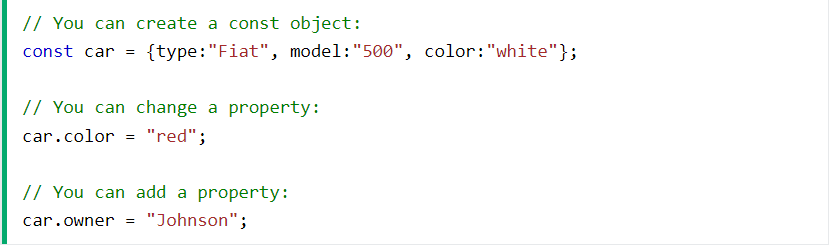 // You can create a const object:
const car = {type:"Fiat", model:"500", color:"white"};
// You can change a property:
car.color = "red";
// You can add a property:
car.owner = "Johnson";